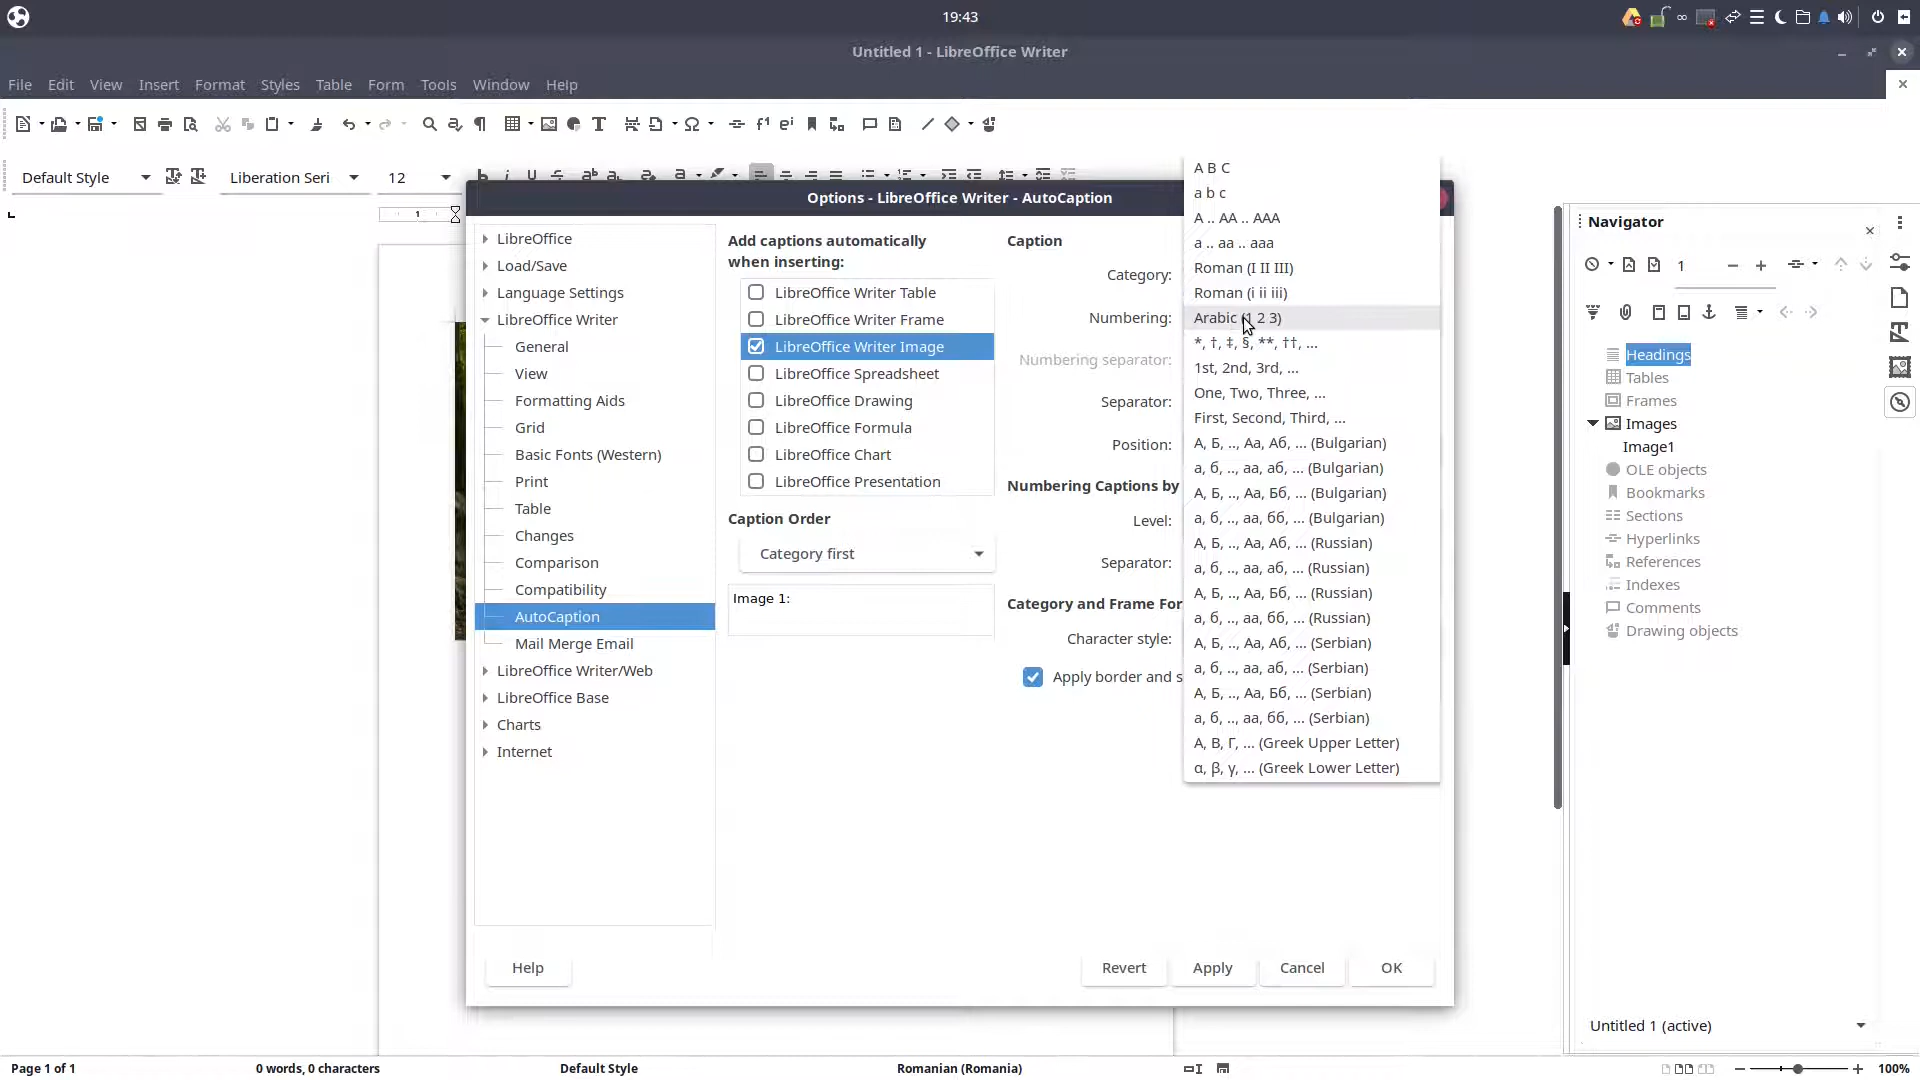 19:43
Untitled 1 - LibreOffice Writer
File Edit View Insert Format Styles Table Form Tools Window Help
Default Style Liberation Seri 12
Options - LibreOffice Writer - AutoCaption
LibreOffice
Load/Save
Language Settings
LibreOffice Writer
General
View
Formatting Aids
Grid
Basic Fonts (Western)
Print
Table
Changes
Comparison
Compatibility
AutoCaption
Mail Merge Email
LibreOffice Writer/Web
LibreOffice Base
Charts
Internet
Add captions automatically
when inserting:
LibreOffice Writer Table
LibreOffice Writer Frame
LibreOffice Writer Image
LibreOffice Spreadsheet
LibreOffice Drawing
LibreOffice Formula
LibreOffice Chart
LibreOffice Presentation
Caption Order
Category first
Image 1:
Caption
Category:
Numbering:
Numbering separator:
Separator:
Position:
Numbering Captions by
Level:
Separator:
Category and Frame For
Character style:
Apply border and s
A B C
a b c
A .. AA .. AAA
a .. aa .. aaa
Roman (I II III)
Roman (i ii iii)
Arabic (1 2 3)
*, †, ‡, §, **, ††, ...
1st, 2nd, 3rd, ...
One, Two, Three, ...
First, Second, Third, ...
А, Б, .., Аа, Аб, ... (Bulgarian)
а, б, .., аа, аб, ... (Bulgarian)
А, Б, .., Аа, Бб, ... (Bulgarian)
а, б, .., аа, бб, ... (Bulgarian)
А, Б, .., Аа, Аб, ... (Russian)
а, б, .., аа, аб, ... (Russian)
А, Б, .., Аа, Бб, ... (Russian)
а, б, .., аа, бб, ... (Russian)
А, Б, .., Аа, Аб, ... (Serbian)
а, б, .., аа, аб, ... (Serbian)
А, Б, .., Аа, Бб, ... (Serbian)
а, б, .., аа, бб, ... (Serbian)
Α, Β, Γ, ... (Greek Upper Letter)
α, β, γ, ... (Greek Lower Letter)
Help Revert Apply Cancel OK
Navigator
1
Headings
Tables
Frames
Images
Image1
OLE objects
Bookmarks
Sections
Hyperlinks
References
Indexes
Comments
Drawing objects
Untitled 1 (active)
1
Page 1 of 1 0 words, 0 characters Default Style Romanian (Romania) 100%